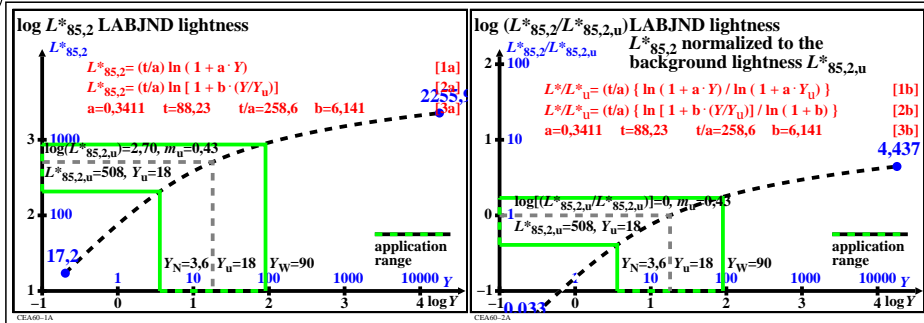 log L*85,2 LABJND lightness
L*85,2
L*85,2= (t/a) ln ( 1 + a· Y) [1a]
L*85,2= (t/a) ln [ 1 + b· (Y/Yu)] [2a]
a=0,3411 t=88,23 t/a=258,6 b=6,141 [3a]
3 1000
log(L*85,2,u)=2,70, mu=0,43
L*85,2,u=508, Yu=18
2 100
application
range
17,2
YN=3,6 Yu=18 YW=90
1 10 100 1000 10000 Y
1
−1 0 1 2 3 4 log Y
CEA60−1A
log (L*85,2/L*85,2,u)LABJND lightness
L*85,2/L*85,2,u
L*85,2 normalized to the
background lightness L*85,2,u
2 100
L*/L*u= (t/a) { ln ( 1 + a· Y) / ln ( 1 + a· Yu) } [1b]
L*/L*u= (t/a) { ln [ 1 + b· (Y/Yu)] / ln ( 1 + b) } [2b]
a=0,3411 t=88,23 t/a=258,6 b=6,141 [3b]
1 10
4,437
log[(L*85,2,u/L*85,2,u)]=0, mu=0,43
0 1
L*85,2,u=508, Yu=18
application
range
YN=3,6 Yu=18 YW=90
1 10 100 1000 10000 Y
−1
0.033
−1 0 1 2 3 4 log Y
CEA60−2A